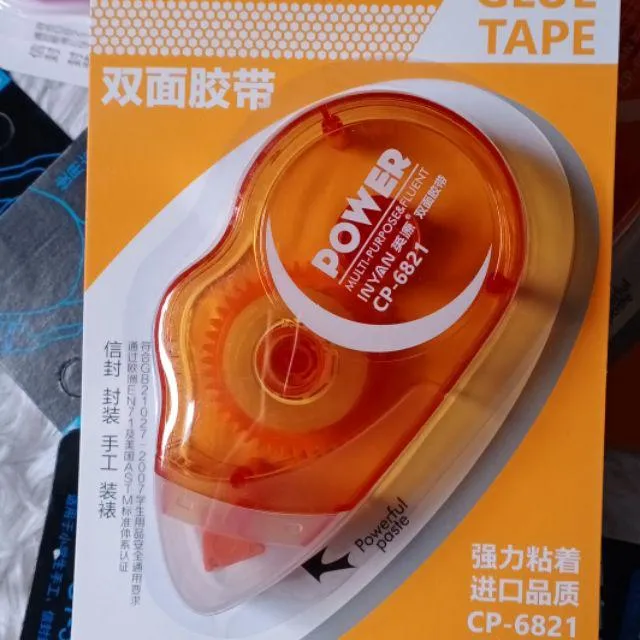 GLUE
TAPE
双面胶带
POWER
MULTI-PURPOSE&FLUENT
INYAN 英燕® 双面胶带
CP-6821
信封 封装 手工 装裱
符合GB21027-2007学生用品安全通用要求
通过欧洲EN71及美国ASTM标准体系认证
Powerful
paste
强力粘着
进口品质
CP-6821